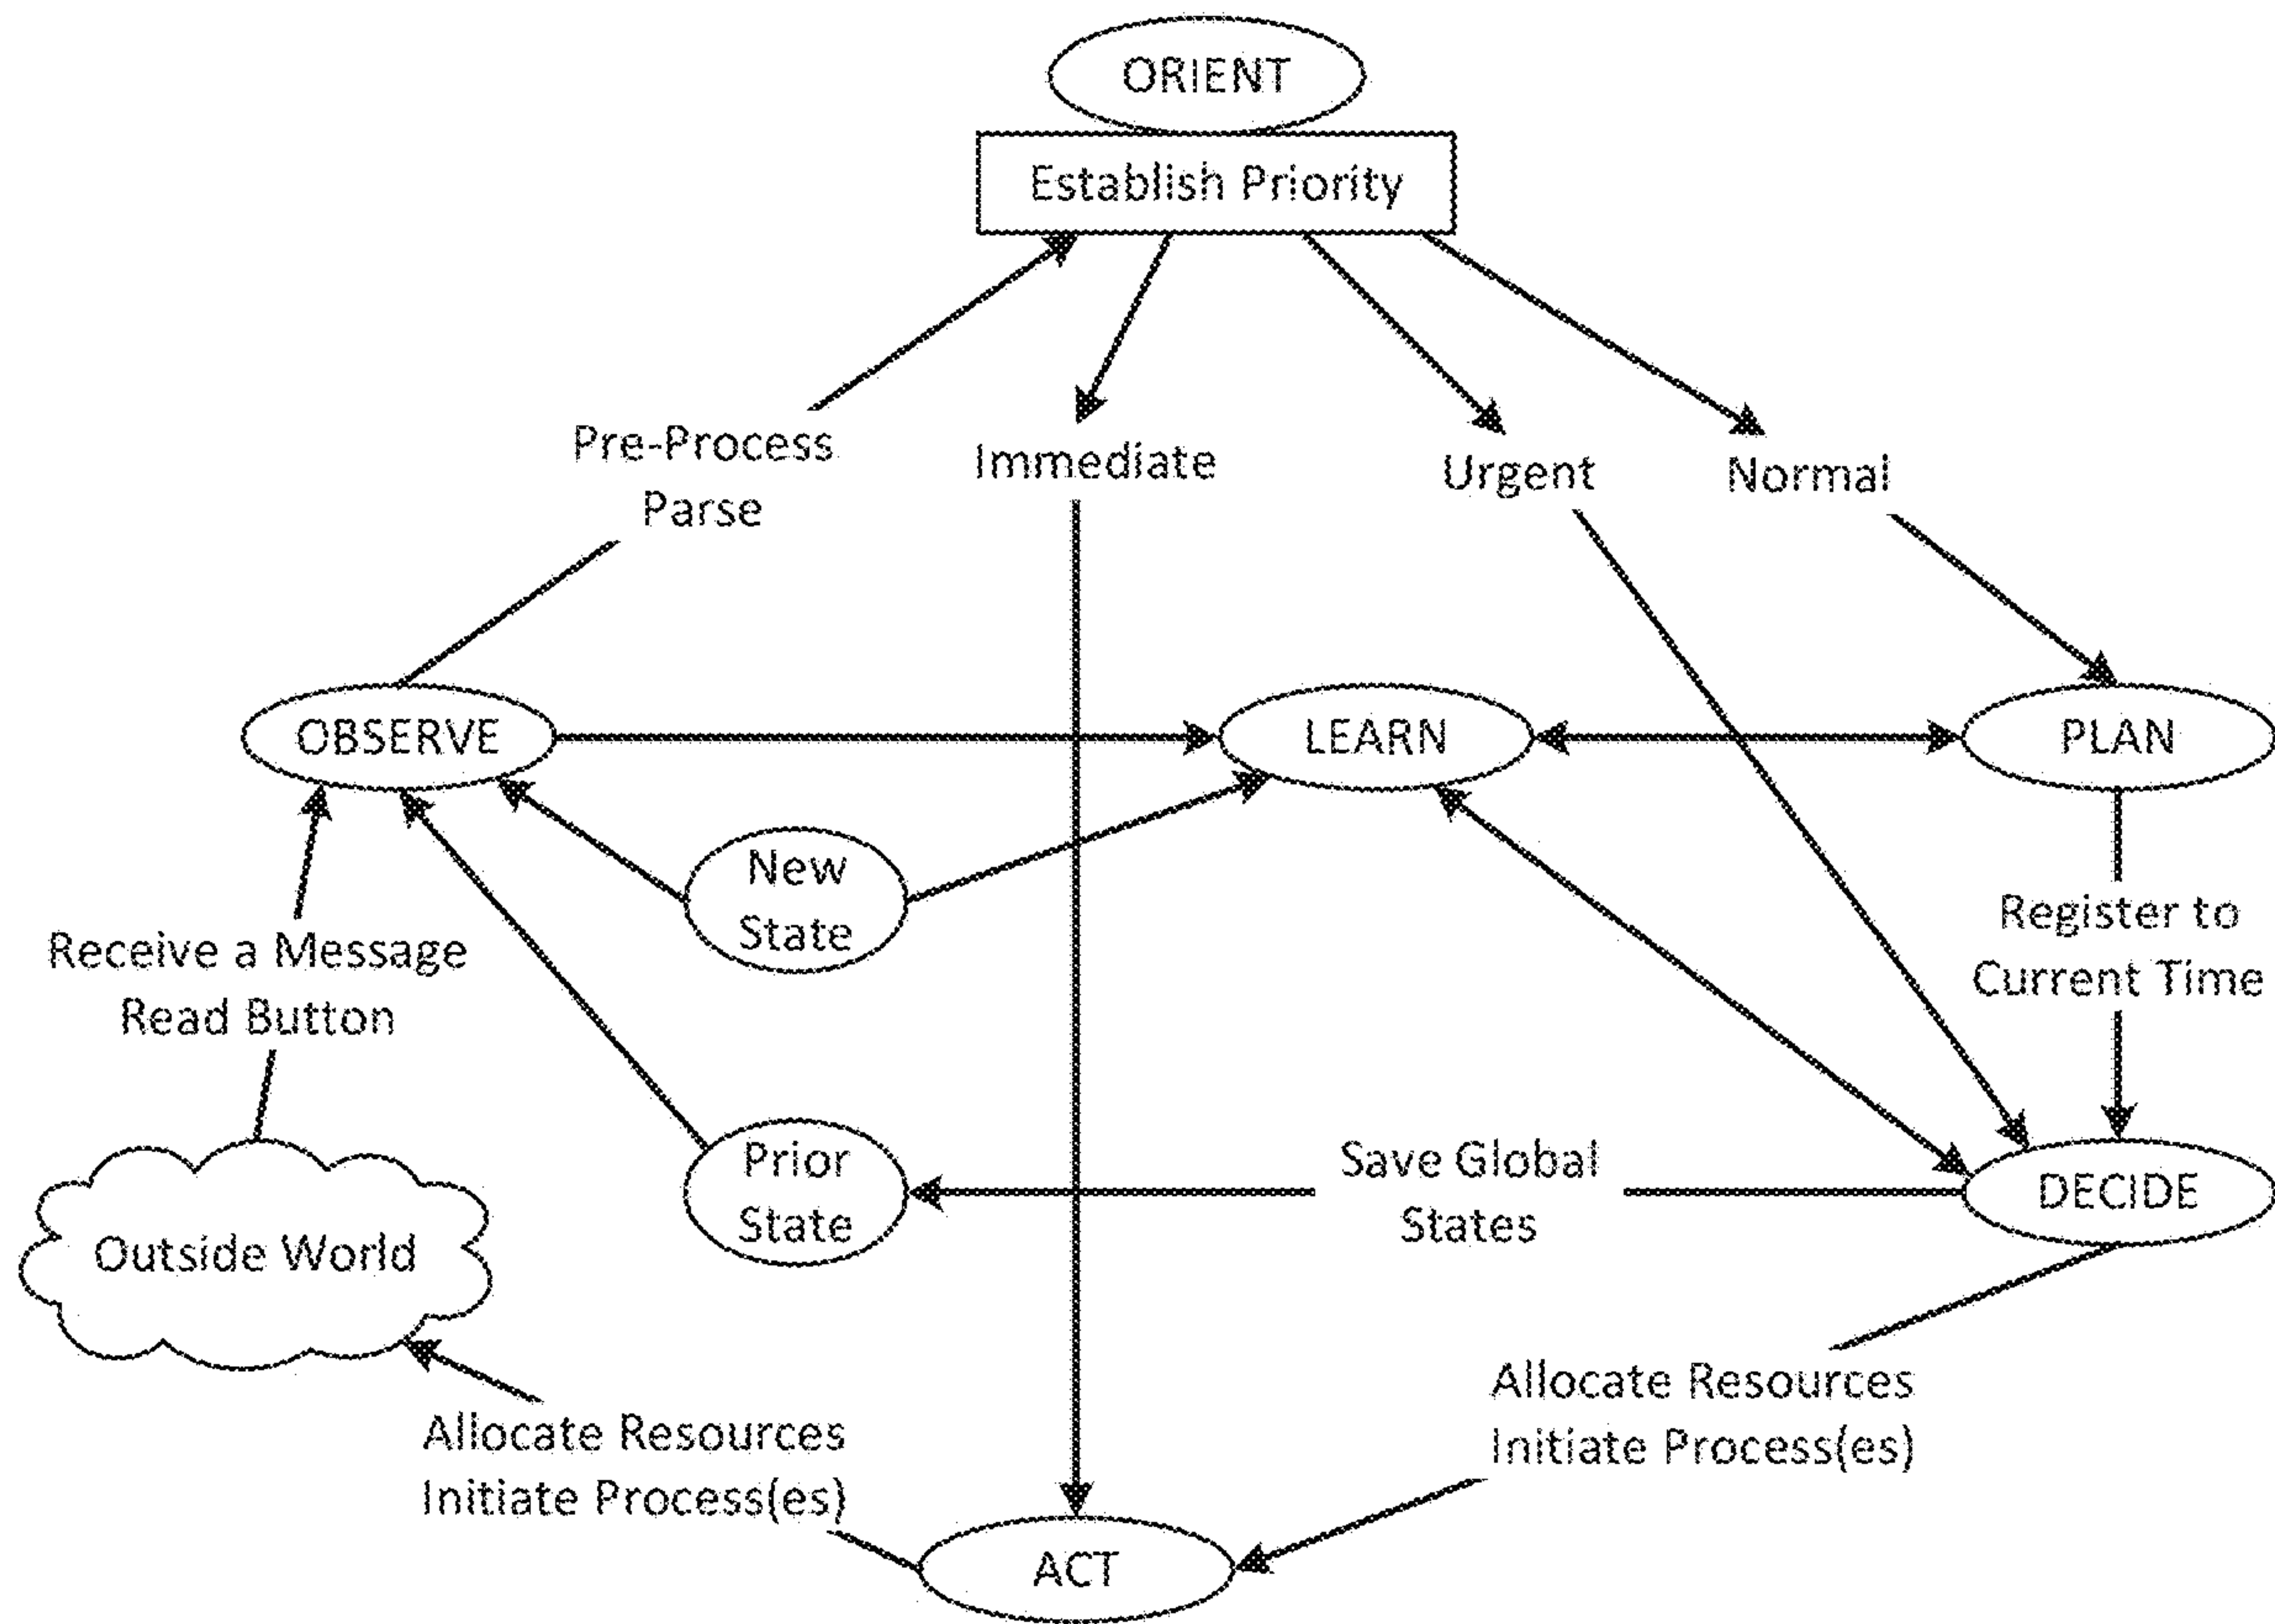 ORIENT
Establish Priority
Pre-Process
Parse
Immediate
Urgent
Normal
OBSERVE
LEARN
PLAN
New
State
Register to
Current Time
Receive a Message
Read Button
Prior
State
Save Global
States
DECIDE
Outside World
Allocate Resources
Initiate Process(es)
Allocate Resources
Initiate Process(es)
ACT